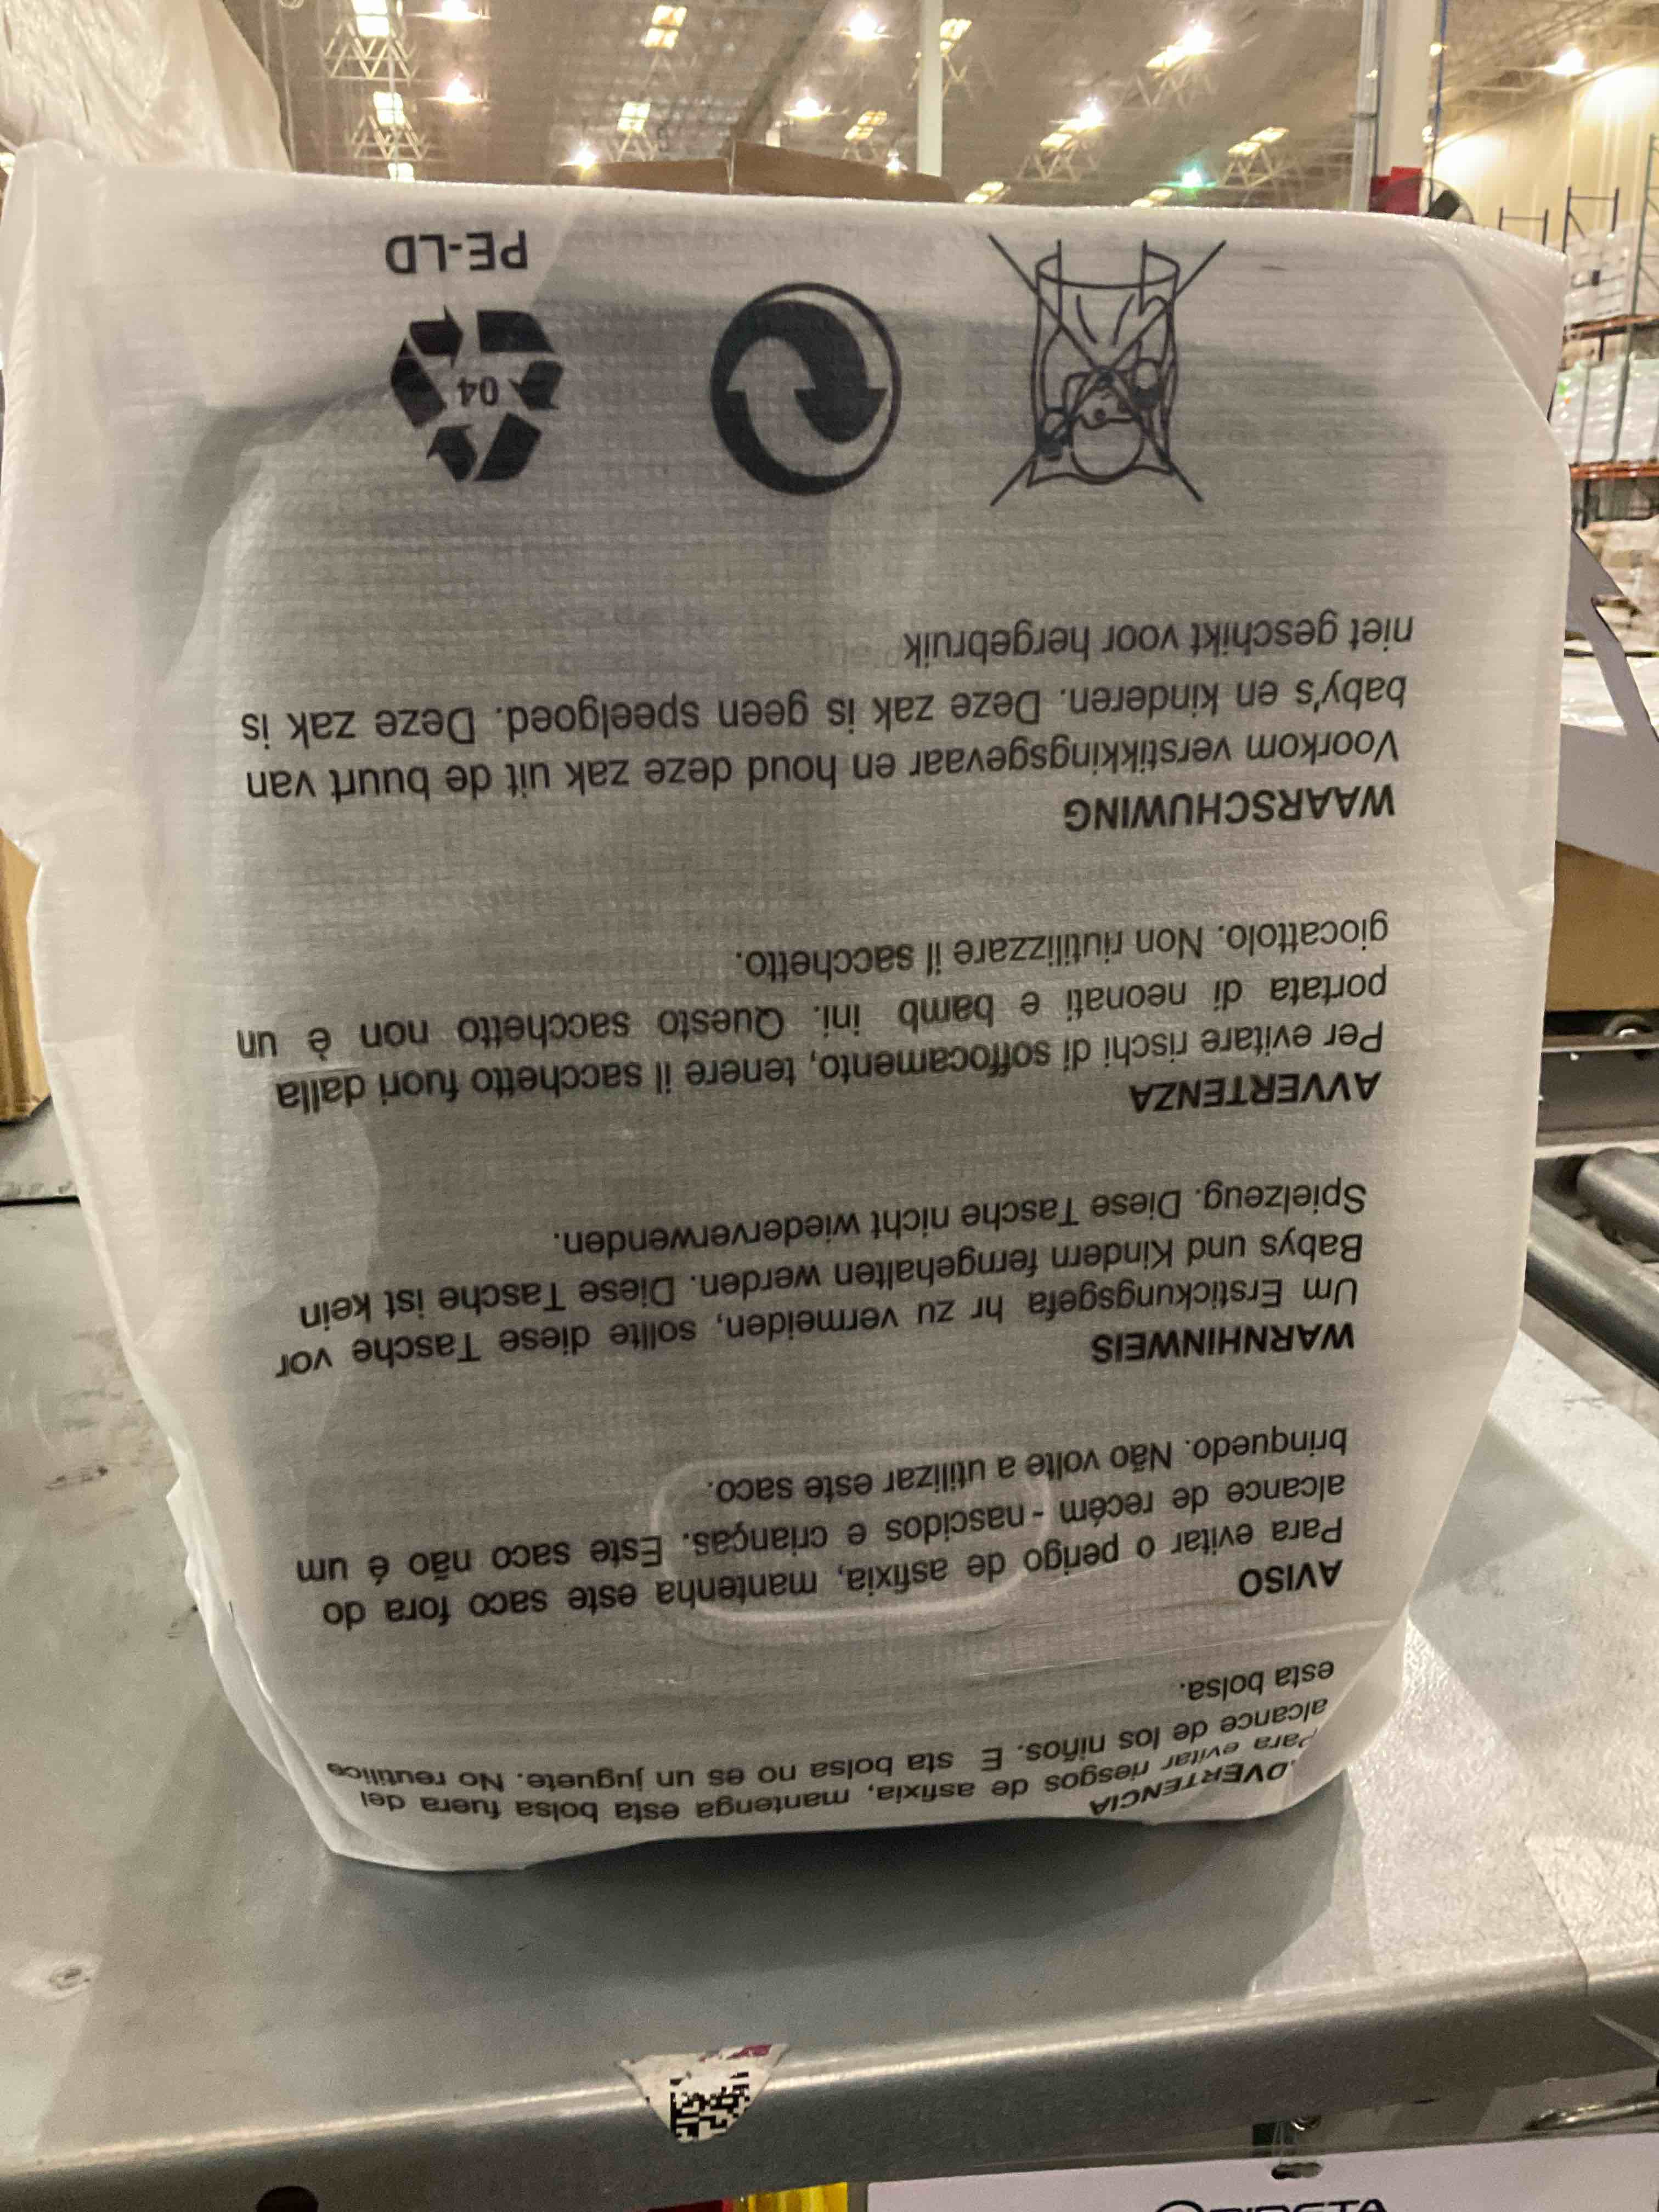 ADVERTENCIA
Para evitar riesgos de asfixia, mantenga esta bolsa fuera del
alcance de los niños. E sta bolsa no es un juguete. No reutilice
esta bolsa.
AVISO
Para evitar o perigo de asfixia, mantenha este saco fora do
alcance de recém -nascidos e crianças. Este saco não é um
brinquedo. Não volte a utilizar este saco.
WARNHINWEIS
Um Erstickungsgefa hr zu vermeiden, sollte diese Tasche vor
Babys und Kindern ferngehalten werden. Diese Tasche ist kein
Spielzeug. Diese Tasche nicht wiederverwenden.
AVVERTENZA
Per evitare rischi di soffocamento, tenere il sacchetto fuori dalla
portata di neonati e bamb ini. Questo sacchetto non è un
giocattolo. Non riutilizzare il sacchetto.
WAARSCHUWING
Voorkom verstikkingsgevaar en houd deze zak uit de buurt van
baby's en kinderen. Deze zak is geen speelgoed. Deze zak is
niet geschikt voor hergebruik
04
PE-LD